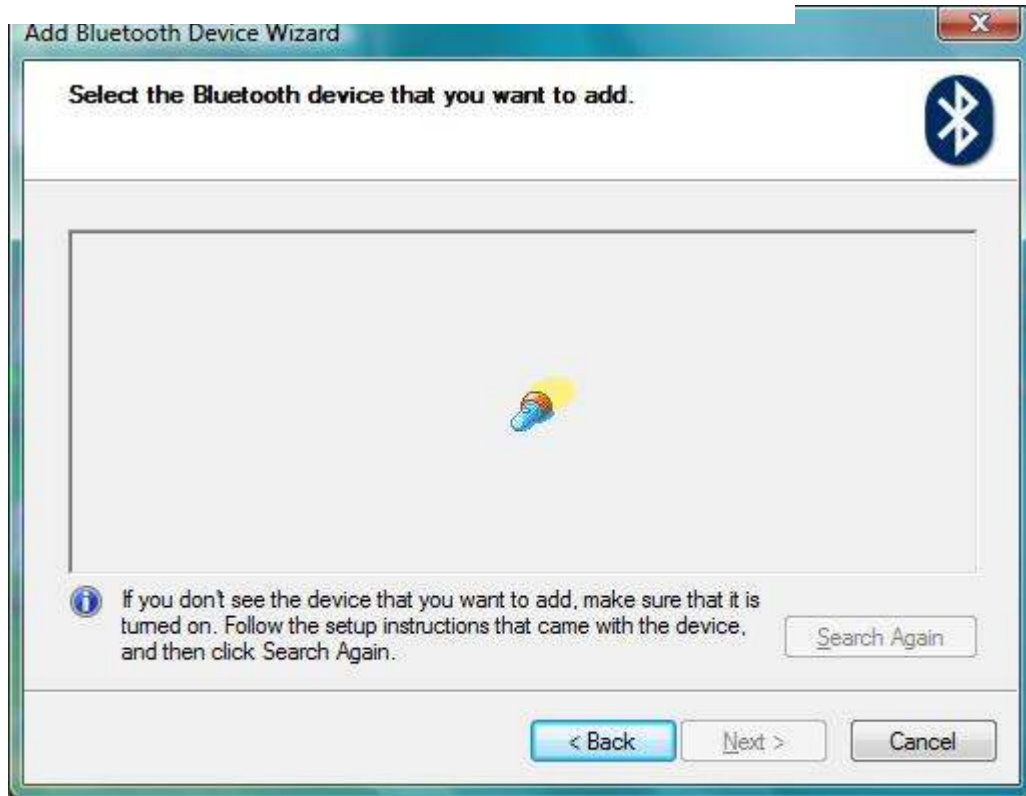 Add Bluetooth Device Wizard
Select the Bluetooth device that you want to add.
If you don't see the device that you want to add, make sure that it is
turned on. Follow the setup instructions that came with the device,
and then click Search Again.
Search Again
< Back
Next >
Cancel